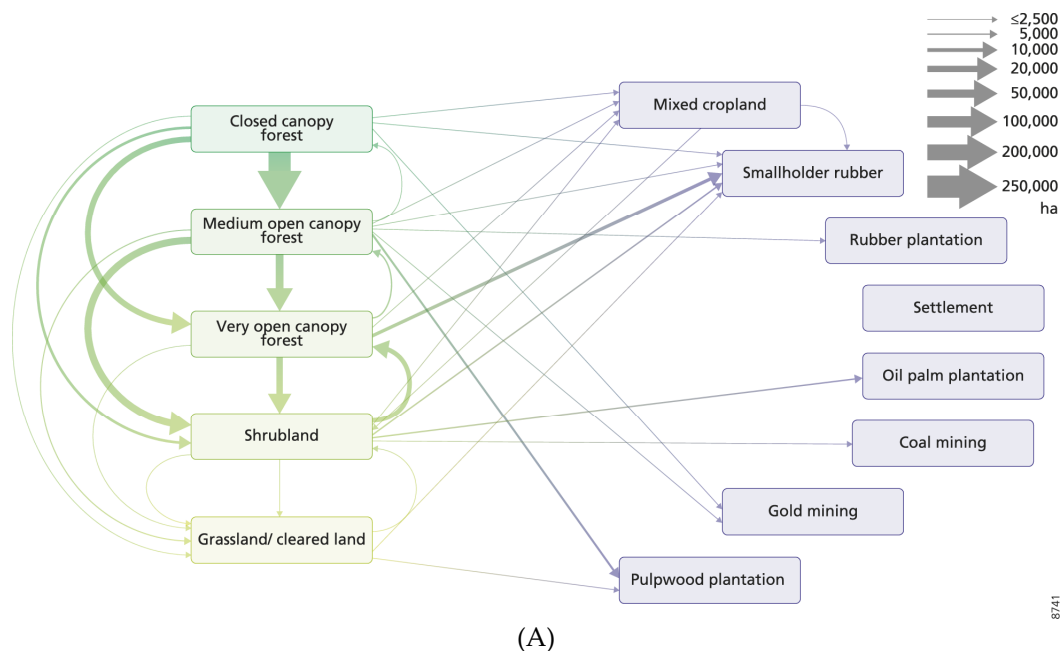 ≤2,500
5,000
10,000
20,000
50,000
100,000
200,000
250,000
ha
Closed canopy
forest
Medium open canopy
forest
Very open canopy
forest
Shrubland
Grassland/ cleared land
Mixed cropland
Smallholder rubber
Rubber plantation
Settlement
Oil palm plantation
Coal mining
Gold mining
Pulpwood plantation
8741
(A)